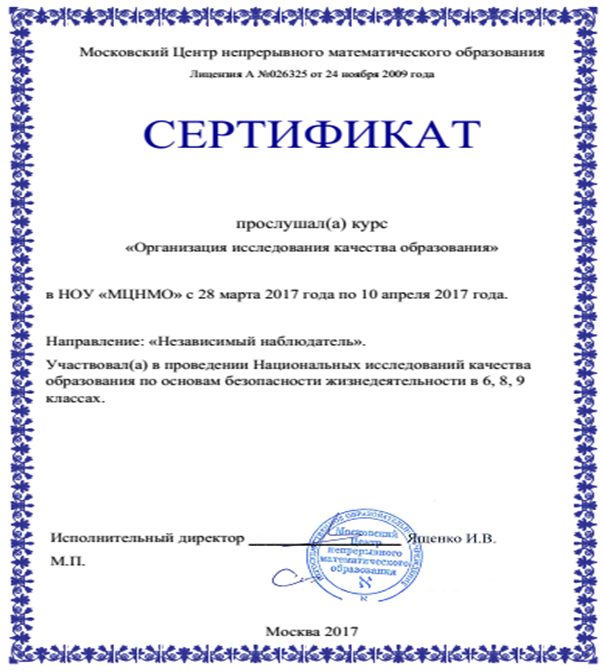 Московский Центр непрерывного математического образования
Лицензия А №026325 от 24 ноября 2009 года
СЕРТИФИКАТ
прослушал(а) курс
«Организация исследования качества образования»
в НОУ «МЦНМО» с 28 марта 2017 года по 10 апреля 2017 года.
Направление: «Независимый наблюдатель».
Участвовал(а) в проведении Национальных исследований качества
образования по основам безопасности жизнедеятельности в 6, 8, 9
классах.
Исполнительный директор Ященко И.В.
М.П.
Московский
Центр
непрерывного
математического
образования
Москва 2017